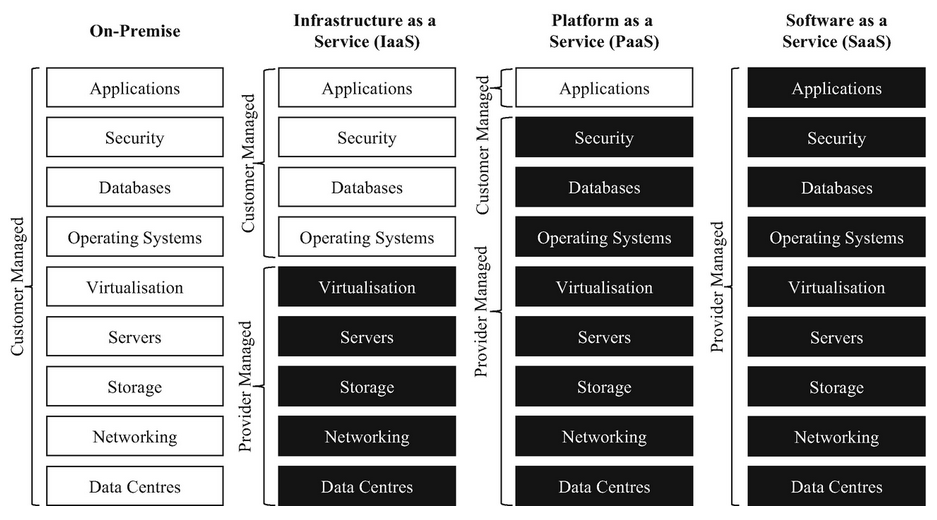 On-Premise
Customer Managed
Applications
Security
Databases
Operating Systems
Virtualisation
Servers
Storage
Networking
Data Centres
Infrastructure as a
Service (IaaS)
Customer Managed
Provider Managed
Applications
Security
Databases
Operating Systems
Virtualisation
Servers
Storage
Networking
Data Centres
Platform as a
Service (PaaS)
Customer Managed
Provider Managed
Applications
Security
Databases
Operating Systems
Virtualisation
Servers
Storage
Networking
Data Centres
Software as a
Service (SaaS)
Provider Managed
Applications
Security
Databases
Operating Systems
Virtualisation
Servers
Storage
Networking
Data Centres